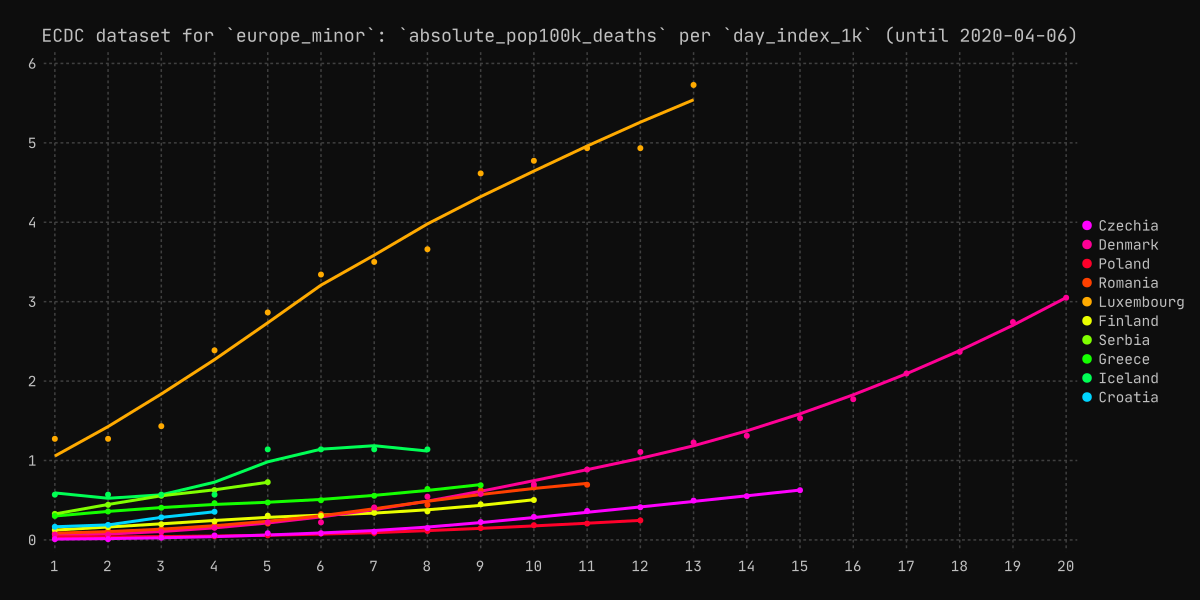 ECDC dataset for `europe_minor`: `absolute_pop100k_deaths` per `day_index_1k` (until 2020-04-06)
6
5
4
3
2
1
0
1 2 3 4 5 6 7 8 9 10 11 12 13 14 15 16 17 18 19 20
Czechia
Denmark
Poland
Romania
Luxembourg
Finland
Serbia
Greece
Iceland
Croatia